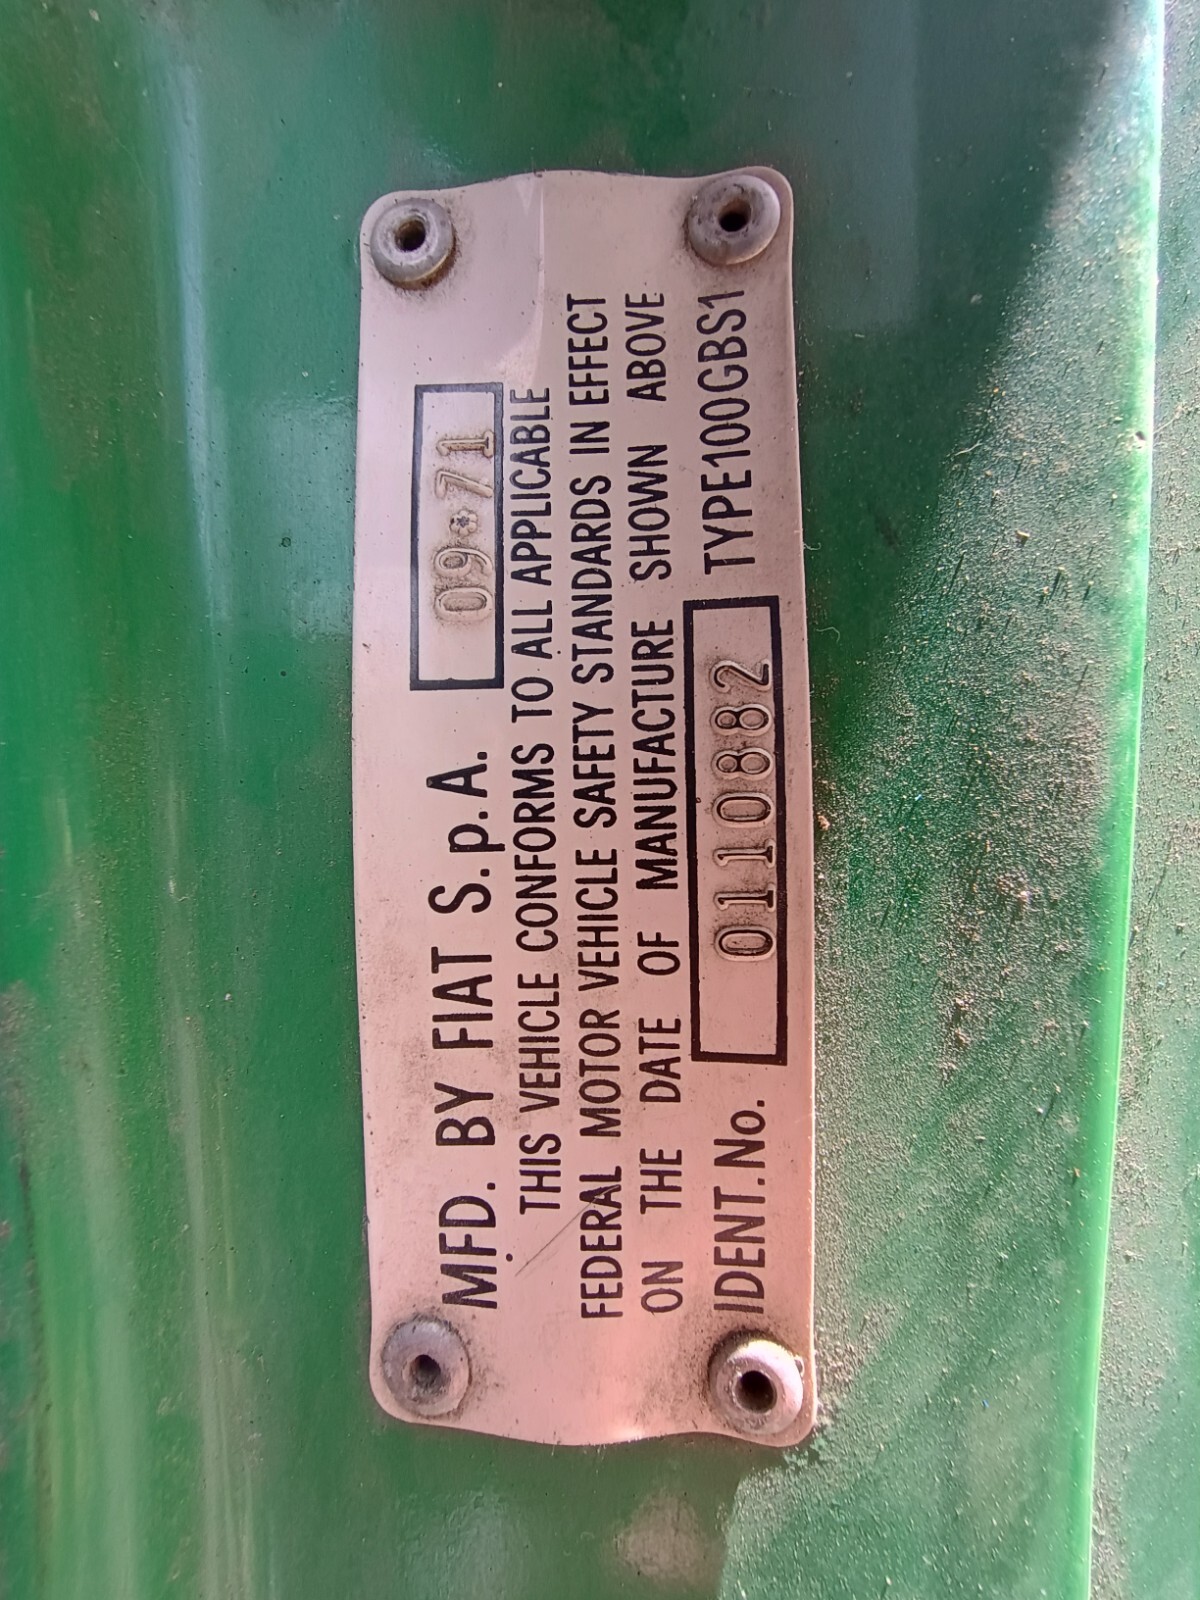 MFD. BY FIAT S.p.A. 09*71
THIS VEHICLE CONFORMS TO ALL APPLICABLE
FEDERAL MOTOR VEHICLE SAFETY STANDARDS IN EFFECT
ON THE DATE OF MANUFACTURE SHOWN ABOVE
IDENT.No. 0110882 TYPE100GBS1